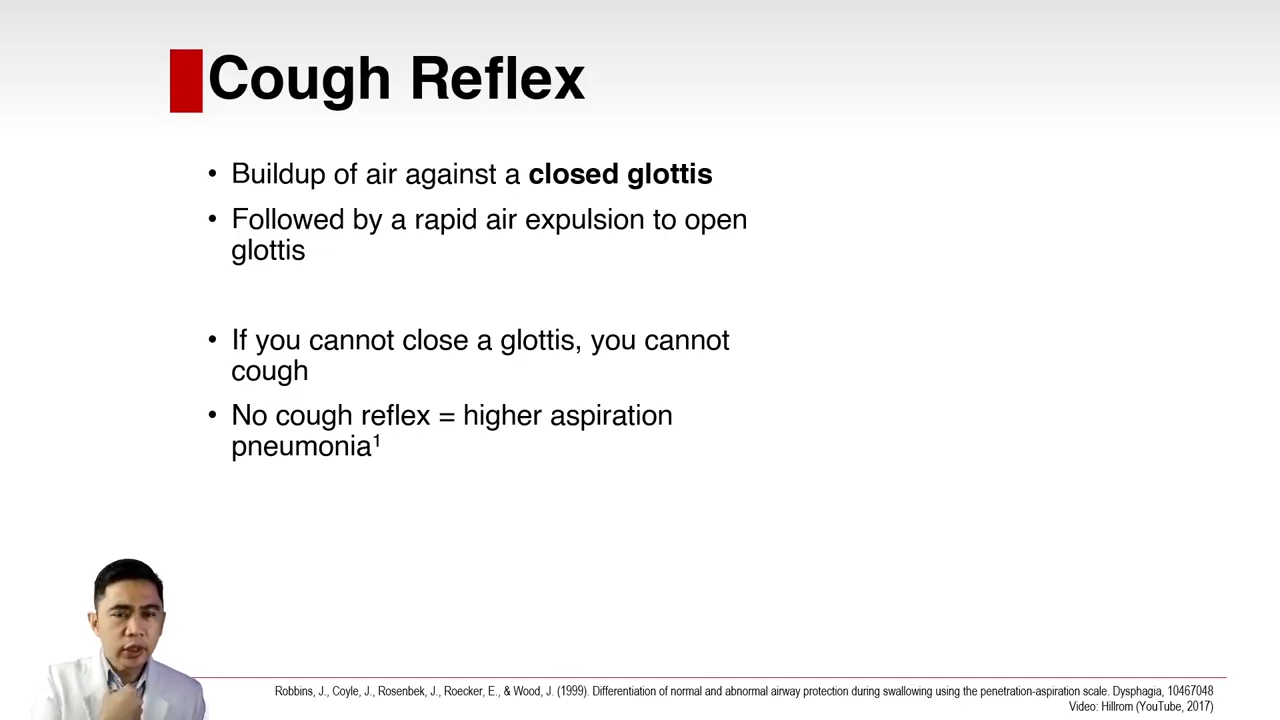 Cough Reflex
• Buildup of air against a closed glottis
• Followed by a rapid air expulsion to open
glottis
• If you cannot close a glottis, you cannot
cough
• No cough reflex = higher aspiration
pneumonia¹
Robbins, J., Coyle, J., Rosenbek, J., Roecker, E., & Wood, J. (1999). Differentiation of normal and abnormal airway protection during swallowing using the penetration-aspiration scale. Dysphagia, 10467048
Video: Hillrom (YouTube, 2017)